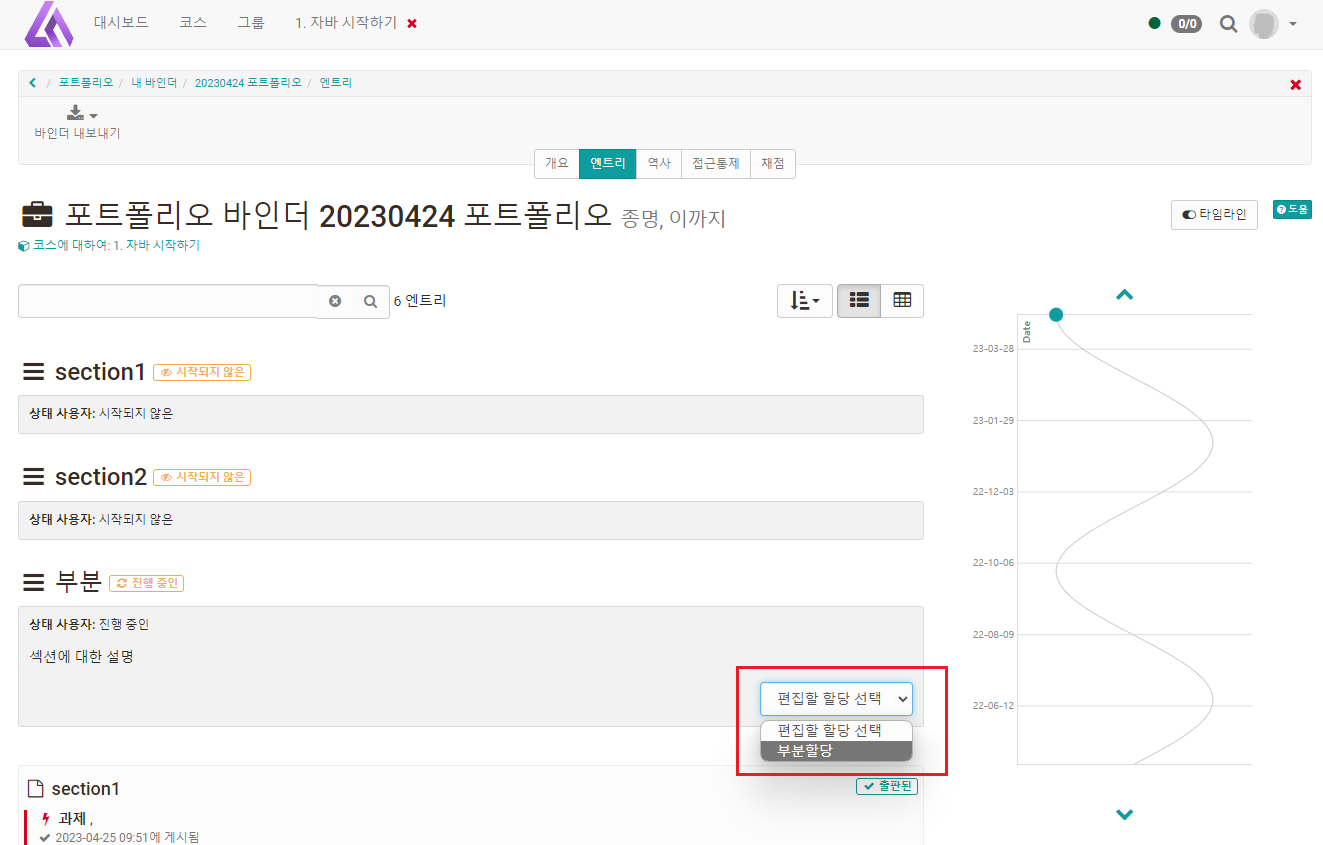 대시보드 코스 그룹 1. 자바 시작하기 0/0
/ 포트폴리오 / 내 바인더 / 20230424 포트폴리오 / 엔트리
바인더 내보내기
개요 엔트리 역사 접근통제 채점
포트폴리오 바인더 20230424 포트폴리오 종명, 이까지
타임라인
도움
코스에 대하여: 1. 자바 시작하기
6 엔트리
section1 시작되지 않은
상태 사용자: 시작되지 않은
section2 시작되지 않은
상태 사용자: 시작되지 않은
부분 진행 중인
상태 사용자: 진행 중인
섹션에 대한 설명
편집할 할당 선택
편집할 할당 선택
부분할당
section1
출판된
과제 ,
2023-04-25 09:51에 게시됨
Date
23-03-28
23-01-29
22-12-03
22-10-06
22-08-09
22-06-12